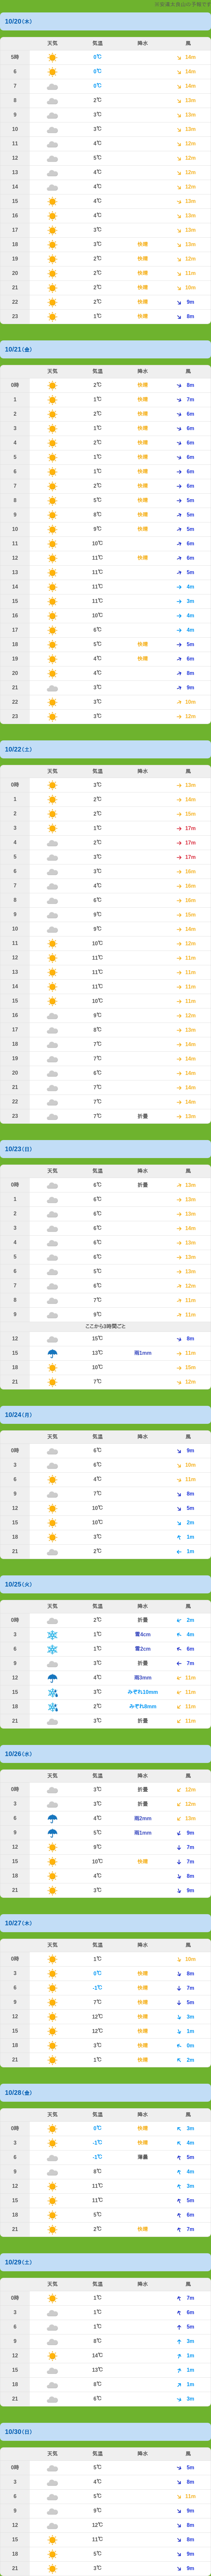 10/20(木)
天気 気温 降水 風
5時 0℃ 14m
6 0℃ 14m
7 0℃ 14m
8 2℃ 13m
9 3℃ 13m
10 3℃ 13m
11 4℃ 12m
12 5℃ 12m
13 4℃ 12m
14 4℃ 12m
15 4℃ 13m
16 4℃ 13m
17 3℃ 13m
18 3℃ 快晴 13m
19 2℃ 快晴 12m
20 2℃ 快晴 11m
21 2℃ 快晴 10m
22 2℃ 快晴 9m
23 1℃ 快晴 8m
10/21(金)
天気 気温 降水 風
0時 2℃ 快晴 8m
1 1℃ 快晴 7m
2 2℃ 快晴 6m
3 1℃ 快晴 6m
4 2℃ 快晴 6m
5 1℃ 快晴 6m
6 1℃ 快晴 6m
7 2℃ 快晴 6m
8 5℃ 快晴 5m
9 8℃ 快晴 5m
10 9℃ 快晴 5m
11 10℃ 6m
12 11℃ 快晴 6m
13 11℃ 5m
14 11℃ 4m
15 11℃ 3m
16 10℃ 4m
17 6℃ 4m
18 5℃ 快晴 5m
19 4℃ 快晴 6m
20 4℃ 8m
21 3℃ 9m
22 3℃ 10m
23 3℃ 12m
10/22(土)
天気 気温 降水 風
0時 3℃ 13m
1 2℃ 14m
2 2℃ 15m
3 1℃ 17m
4 2℃ 17m
5 3℃ 17m
6 3℃ 16m
7 4℃ 16m
8 6℃ 16m
9 9℃ 15m
10 9℃ 14m
11 10℃ 12m
12 11℃ 11m
13 11℃ 11m
14 11℃ 11m
15 10℃ 11m
16 9℃ 12m
17 8℃ 13m
18 7℃ 14m
19 7℃ 14m
20 6℃ 14m
21 7℃ 14m
22 7℃ 14m
23 7℃ 折曇 13m
10/23(日)
天気 気温 降水 風
0時 6℃ 折曇 13m
1 6℃ 13m
2 6℃ 13m
3 6℃ 14m
4 6℃ 13m
5 6℃ 13m
6 5℃ 13m
7 6℃ 12m
8 7℃ 11m
9 9℃ 11m
ここから3時間ごと
12 15℃ 8m
15 13℃ 雨1mm 11m
18 10℃ 15m
21 7℃ 12m
10/24(月)
天気 気温 降水 風
0時 6℃ 9m
3 6℃ 10m
6 4℃ 11m
9 7℃ 8m
12 10℃ 5m
15 10℃ 2m
18 3℃ 1m
21 2℃ 1m
10/25(火)
天気 気温 降水 風
0時 2℃ 折曇 2m
3 1℃ 雪4cm 4m
6 1℃ 雪2cm 6m
9 3℃ 折曇 7m
12 4℃ 雨3mm 11m
15 3℃ みぞれ10mm 11m
18 2℃ みぞれ8mm 11m
21 3℃ 折曇 11m
10/26(水)
天気 気温 降水 風
0時 3℃ 折曇 12m
3 3℃ 折曇 12m
6 4℃ 雨2mm 13m
9 5℃ 雨1mm 9m
12 9℃ 7m
15 10℃ 快晴 7m
18 4℃ 8m
21 3℃ 9m
10/27(木)
天気 気温 降水 風
0時 1℃ 10m
3 0℃ 快晴 8m
6 -1℃ 快晴 7m
9 7℃ 快晴 5m
12 12℃ 快晴 3m
15 12℃ 快晴 1m
18 3℃ 快晴 0m
21 1℃ 快晴 2m
10/28(金)
天気 気温 降水 風
0時 0℃ 快晴 3m
3 -1℃ 快晴 4m
6 -1℃ 薄曇 5m
9 8℃ 4m
12 11℃ 3m
15 11℃ 5m
18 5℃ 6m
21 2℃ 快晴 7m
10/29(土)
天気 気温 降水 風
0時 1℃ 7m
3 1℃ 6m
6 1℃ 5m
9 8℃ 3m
12 14℃ 1m
15 13℃ 1m
18 8℃ 1m
21 6℃ 3m
10/30(日)
天気 気温 降水 風
0時 5℃ 5m
3 4℃ 8m
6 5℃ 11m
9 9℃ 9m
12 12℃ 8m
15 11℃ 8m
18 5℃ 9m
21 3℃ 9m